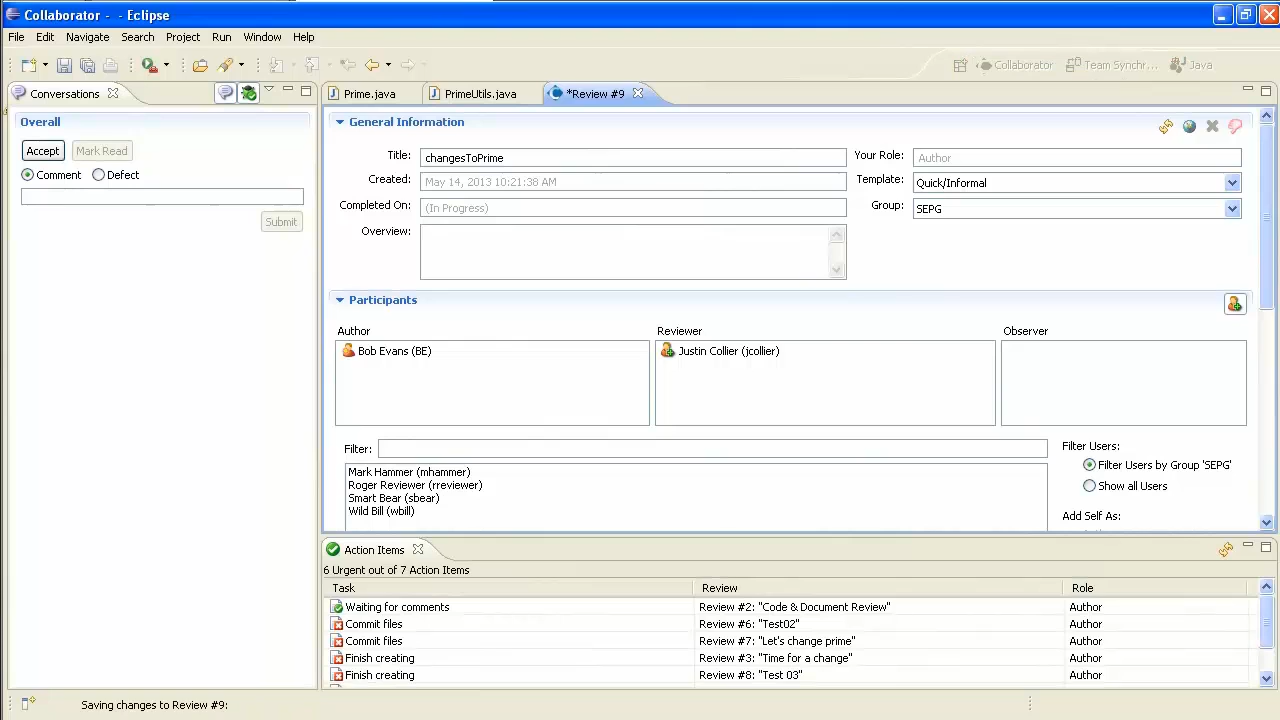 Collaborator -  - Eclipse
File Edit Navigate Search Project Run Window Help
Collaborator Team Synchr... Java
Conversations
Overall
Accept Mark Read
Comment Defect
Submit
Prime.java PrimeUtils.java *Review #9
General Information
Title: changesToPrime Your Role: Author
Created: May 14, 2013 10:21:38 AM Template: Quick/Informal
Completed On: (In Progress) Group: SEPG
Overview:
Participants
Author Reviewer Observer
Bob Evans (BE) Justin Collier (jcollier)
Filter: Filter Users:
Mark Hammer (mhammer) Filter Users by Group 'SEPG'
Roger Reviewer (rreviewer) Show all Users
Smart Bear (sbear)
Wild Bill (wbill) Add Self As:
Action Items
6 Urgent out of 7 Action Items
Task Review Role
Waiting for comments Review #2: "Code & Document Review" Author
Commit files Review #6: "Test02" Author
Commit files Review #7: "Let's change prime" Author
Finish creating Review #3: "Time for a change" Author
Finish creating Review #8: "Test 03" Author
Saving changes to Review #9: